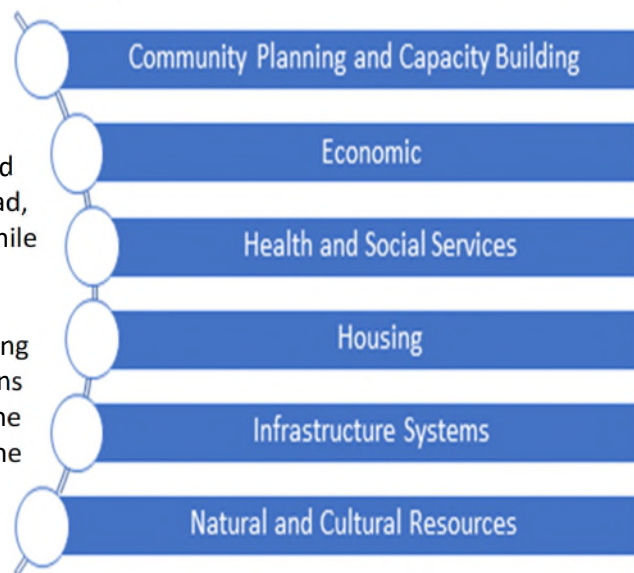 Community Planning and Capacity Building
Economic
Health and Social Services
Housing
Infrastructure Systems
Natural and Cultural Resources